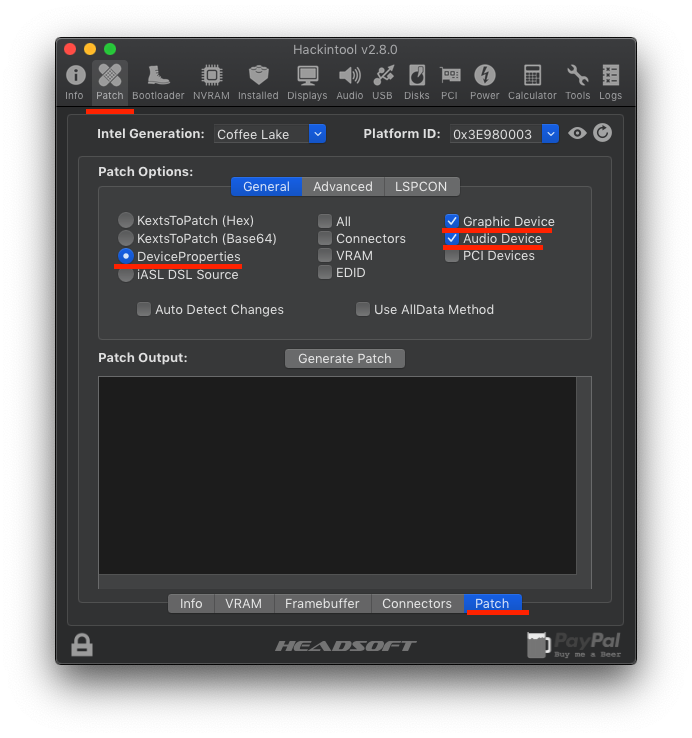 Hackintool v2.8.0
Info Patch Bootloader NVRAM Installed Displays Audio USB Disks PCI Power Calculator Tools Logs
Intel Generation: Coffee Lake Platform ID: 0x3E980003
Patch Options:
General Advanced LSPCON
KextsToPatch (Hex) All Graphic Device
KextsToPatch (Base64) Connectors Audio Device
DeviceProperties VRAM PCI Devices
iASL DSL Source EDID
Auto Detect Changes Use AllData Method
Patch Output: Generate Patch
Info VRAM Framebuffer Connectors Patch
HEADSOFT PayPal
Buy me a Beer